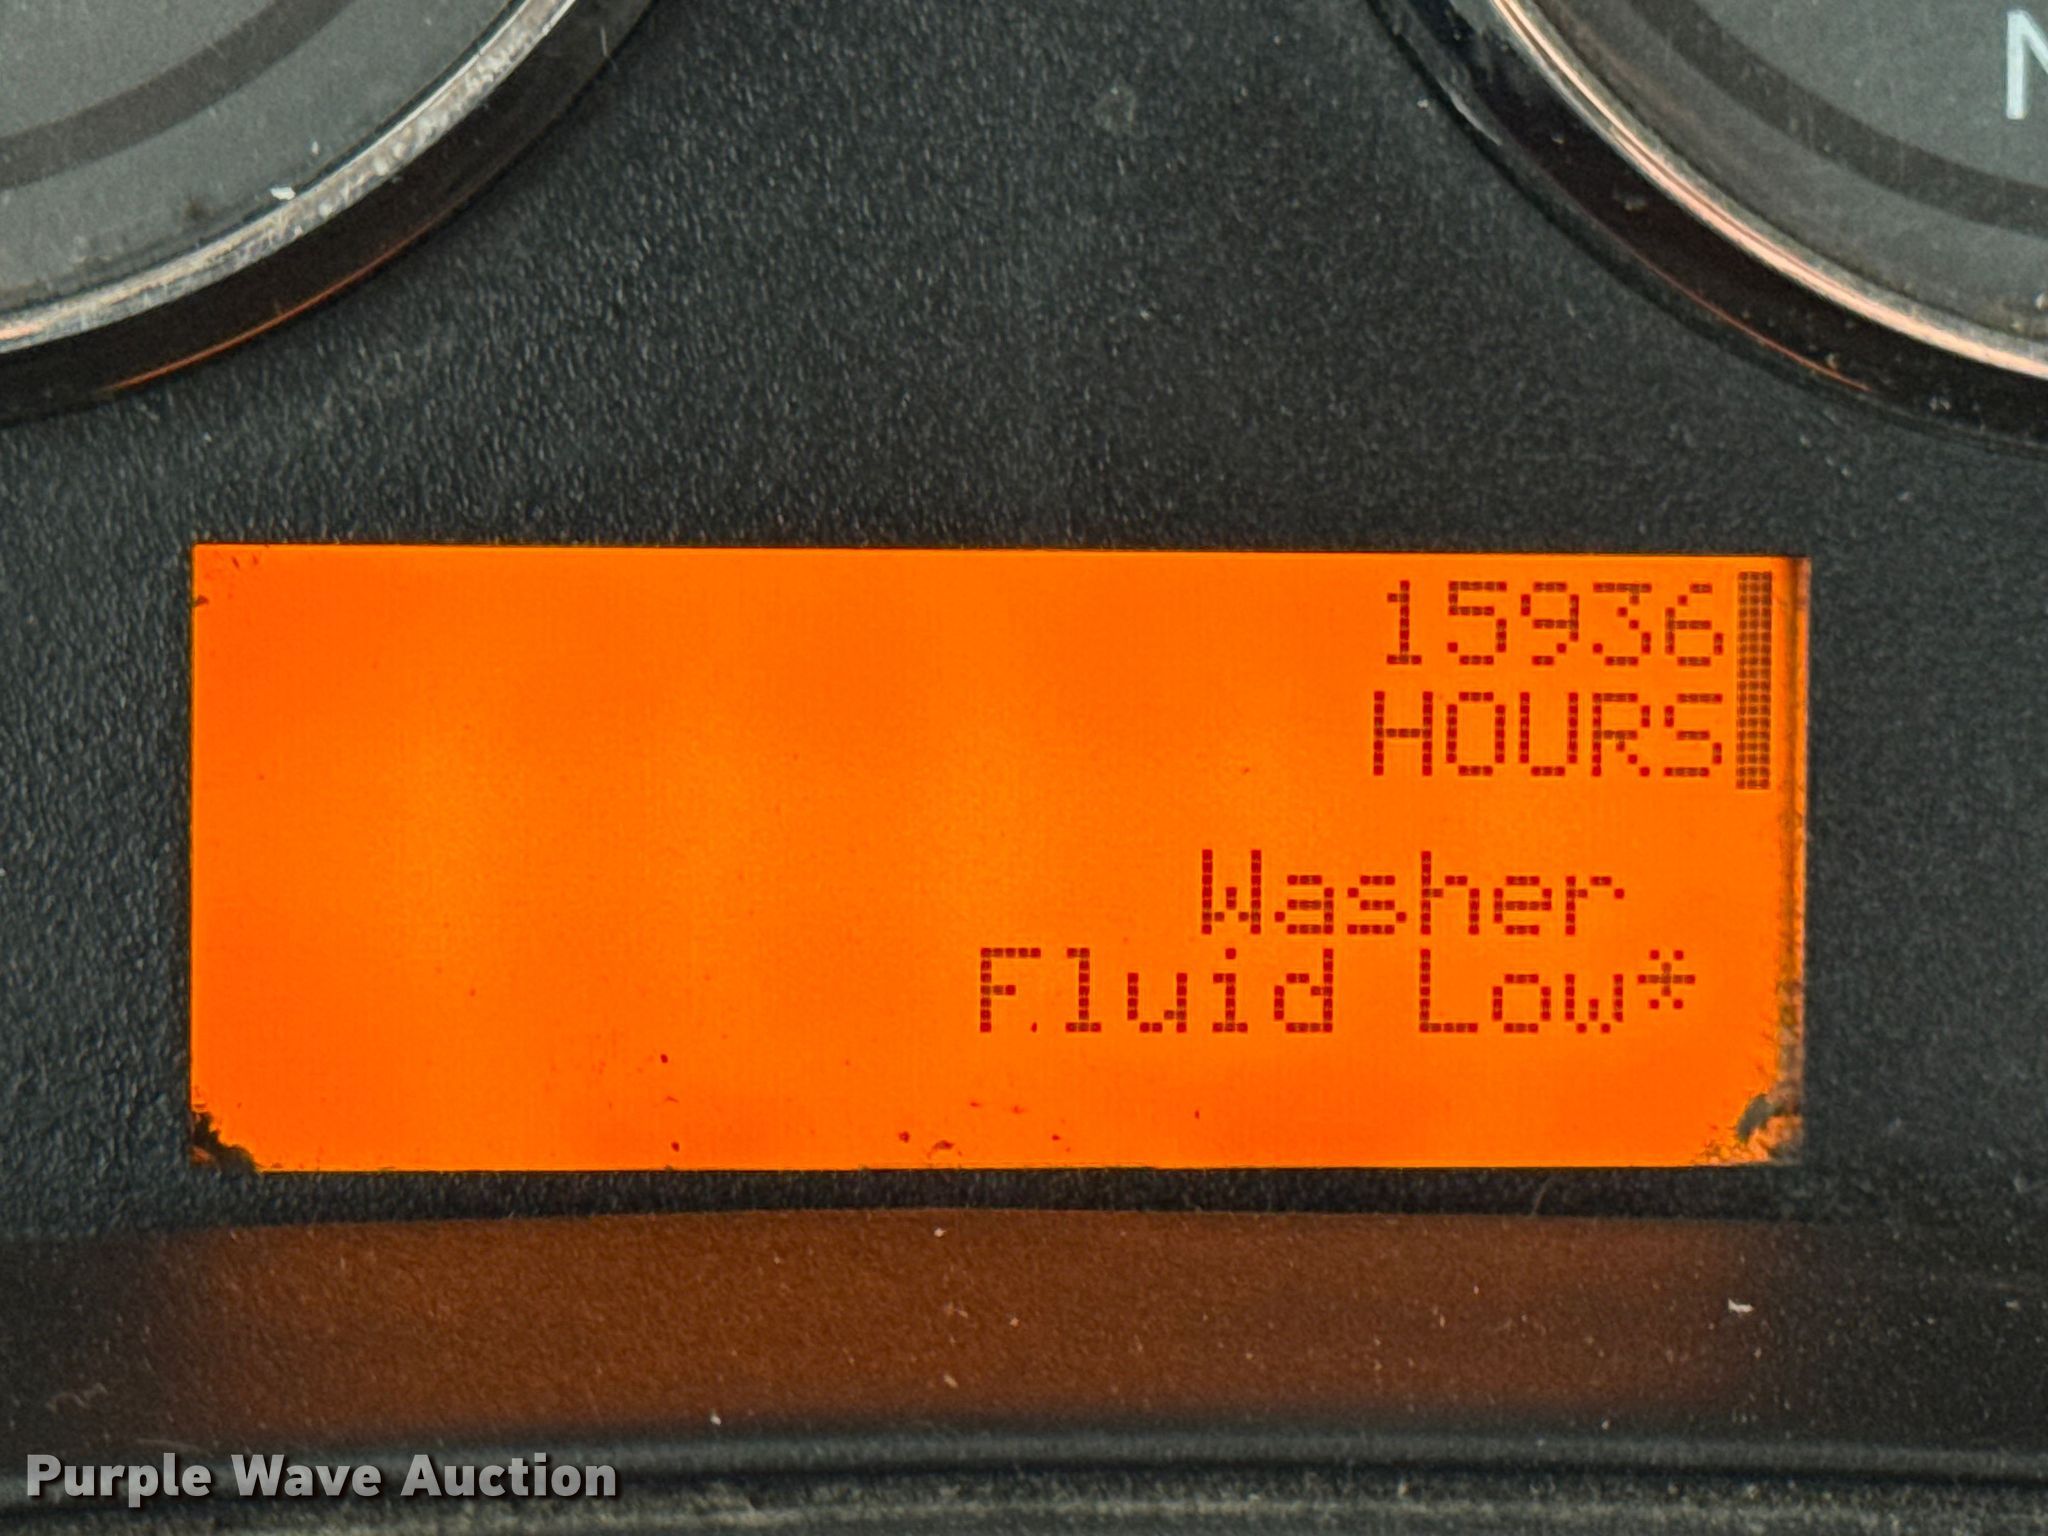 15936
HOURS
Washer
Fluid Low*
Purple Wave Auction